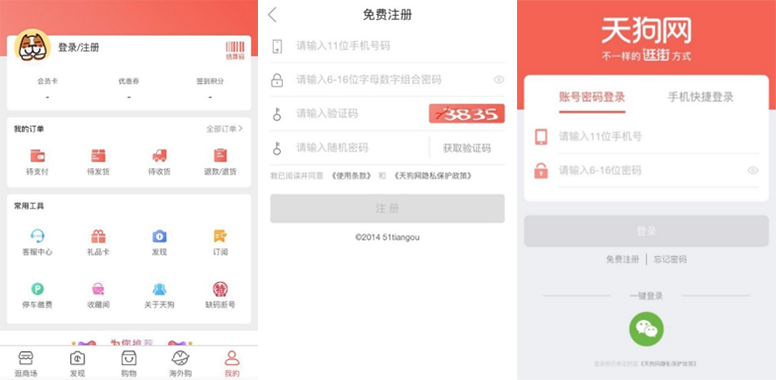 登录/注册
结算码
会员卡
优惠券
签到积分
-
-
-
我的订单
全部订单 >
待支付
待发货
待收货
退款/退货
常用工具
客服中心
礼品卡
发现
订阅
P
停车缴费
收藏阁
关于天狗
特
缺码断号
为你推荐
逛商场
发现
购物
海外购
我的
免费注册
请输入11位手机号码
请输入6-16位字母数字组合密码
请输入验证码
3835
请输入随机密码
获取验证码
我已阅读并同意 《使用条款》 和 《天狗网隐私保护政策》
注 册
©2014 51tiangou
天狗网
不一样的 逛街 方式
账号密码登录
手机快捷登录
请输入11位手机号
请输入6-16位密码
登录
免费注册 | 忘记密码
一键登录
《天狗网隐私保护政策》